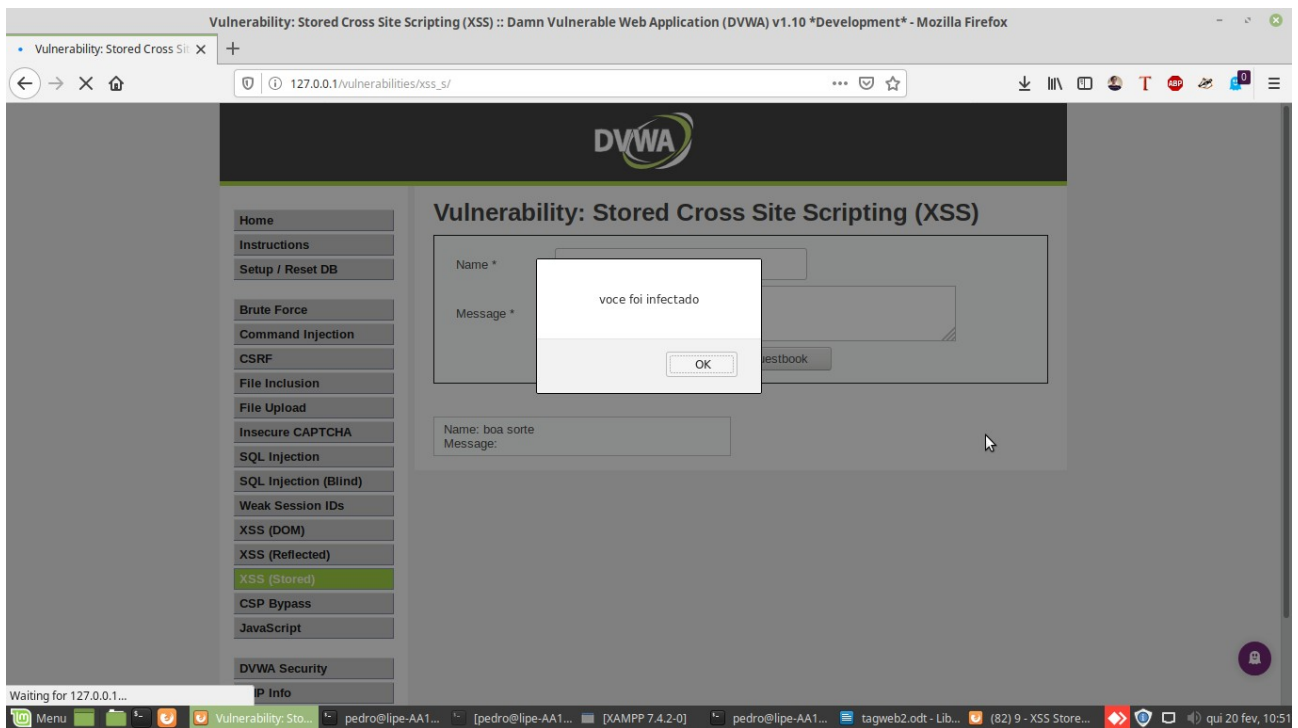 Vulnerability: Stored Cross Site Scripting (XSS) :: Damn Vulnerable Web Application (DVWA) v1.10 *Development* - Mozilla Firefox
Vulnerability: Stored Cross Sit
127.0.0.1/vulnerabilities/xss_s/
T
ABP
0
DVWA
Home
Instructions
Setup / Reset DB
Brute Force
Command Injection
CSRF
File Inclusion
File Upload
Insecure CAPTCHA
SQL Injection
SQL Injection (Blind)
Weak Session IDs
XSS (DOM)
XSS (Reflected)
XSS (Stored)
CSP Bypass
JavaScript
DVWA Security
Vulnerability: Stored Cross Site Scripting (XSS)
Name *
Message *
estbook
voce foi infectado
OK
Name: boa sorte
Message:
Waiting for 127.0.0.1...
IP Info
Menu
Vulnerability: Sto...
pedro@lipe-AA1...
[pedro@lipe-AA1...
[XAMPP 7.4.2-0]
pedro@lipe-AA1...
tagweb2.odt - Lib...
(82) 9 - XSS Store...
qui 20 fev, 10:51